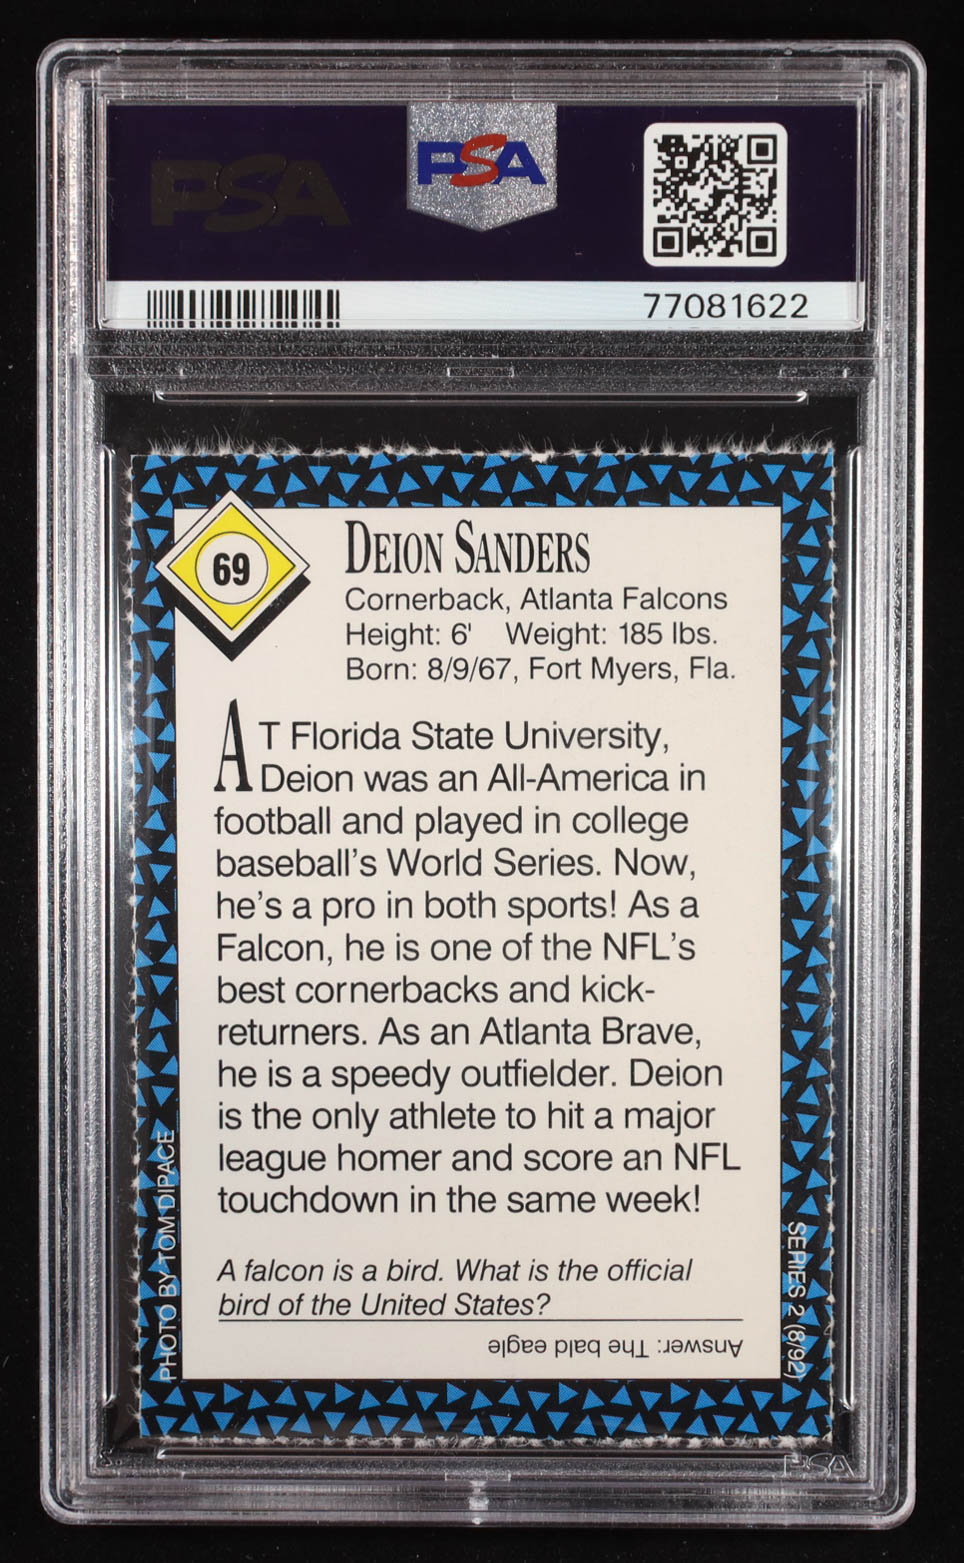 PSA
PSA
77081622
69
DEION SANDERS
Cornerback, Atlanta Falcons
Height: 6' Weight: 185 lbs.
Born: 8/9/67, Fort Myers, Fla.
AT Florida State University,
Deion was an All-America in
football and played in college
baseball's World Series. Now,
he's a pro in both sports! As a
Falcon, he is one of the NFL's
best cornerbacks and kick-
returners. As an Atlanta Brave,
he is a speedy outfielder. Deion
is the only athlete to hit a major
league homer and score an NFL
touchdown in the same week!
A falcon is a bird. What is the official
bird of the United States?
Answer: The bald eagle
PHOTO BY TOM DIPACE
SERIES 2 (8/92)
PSA